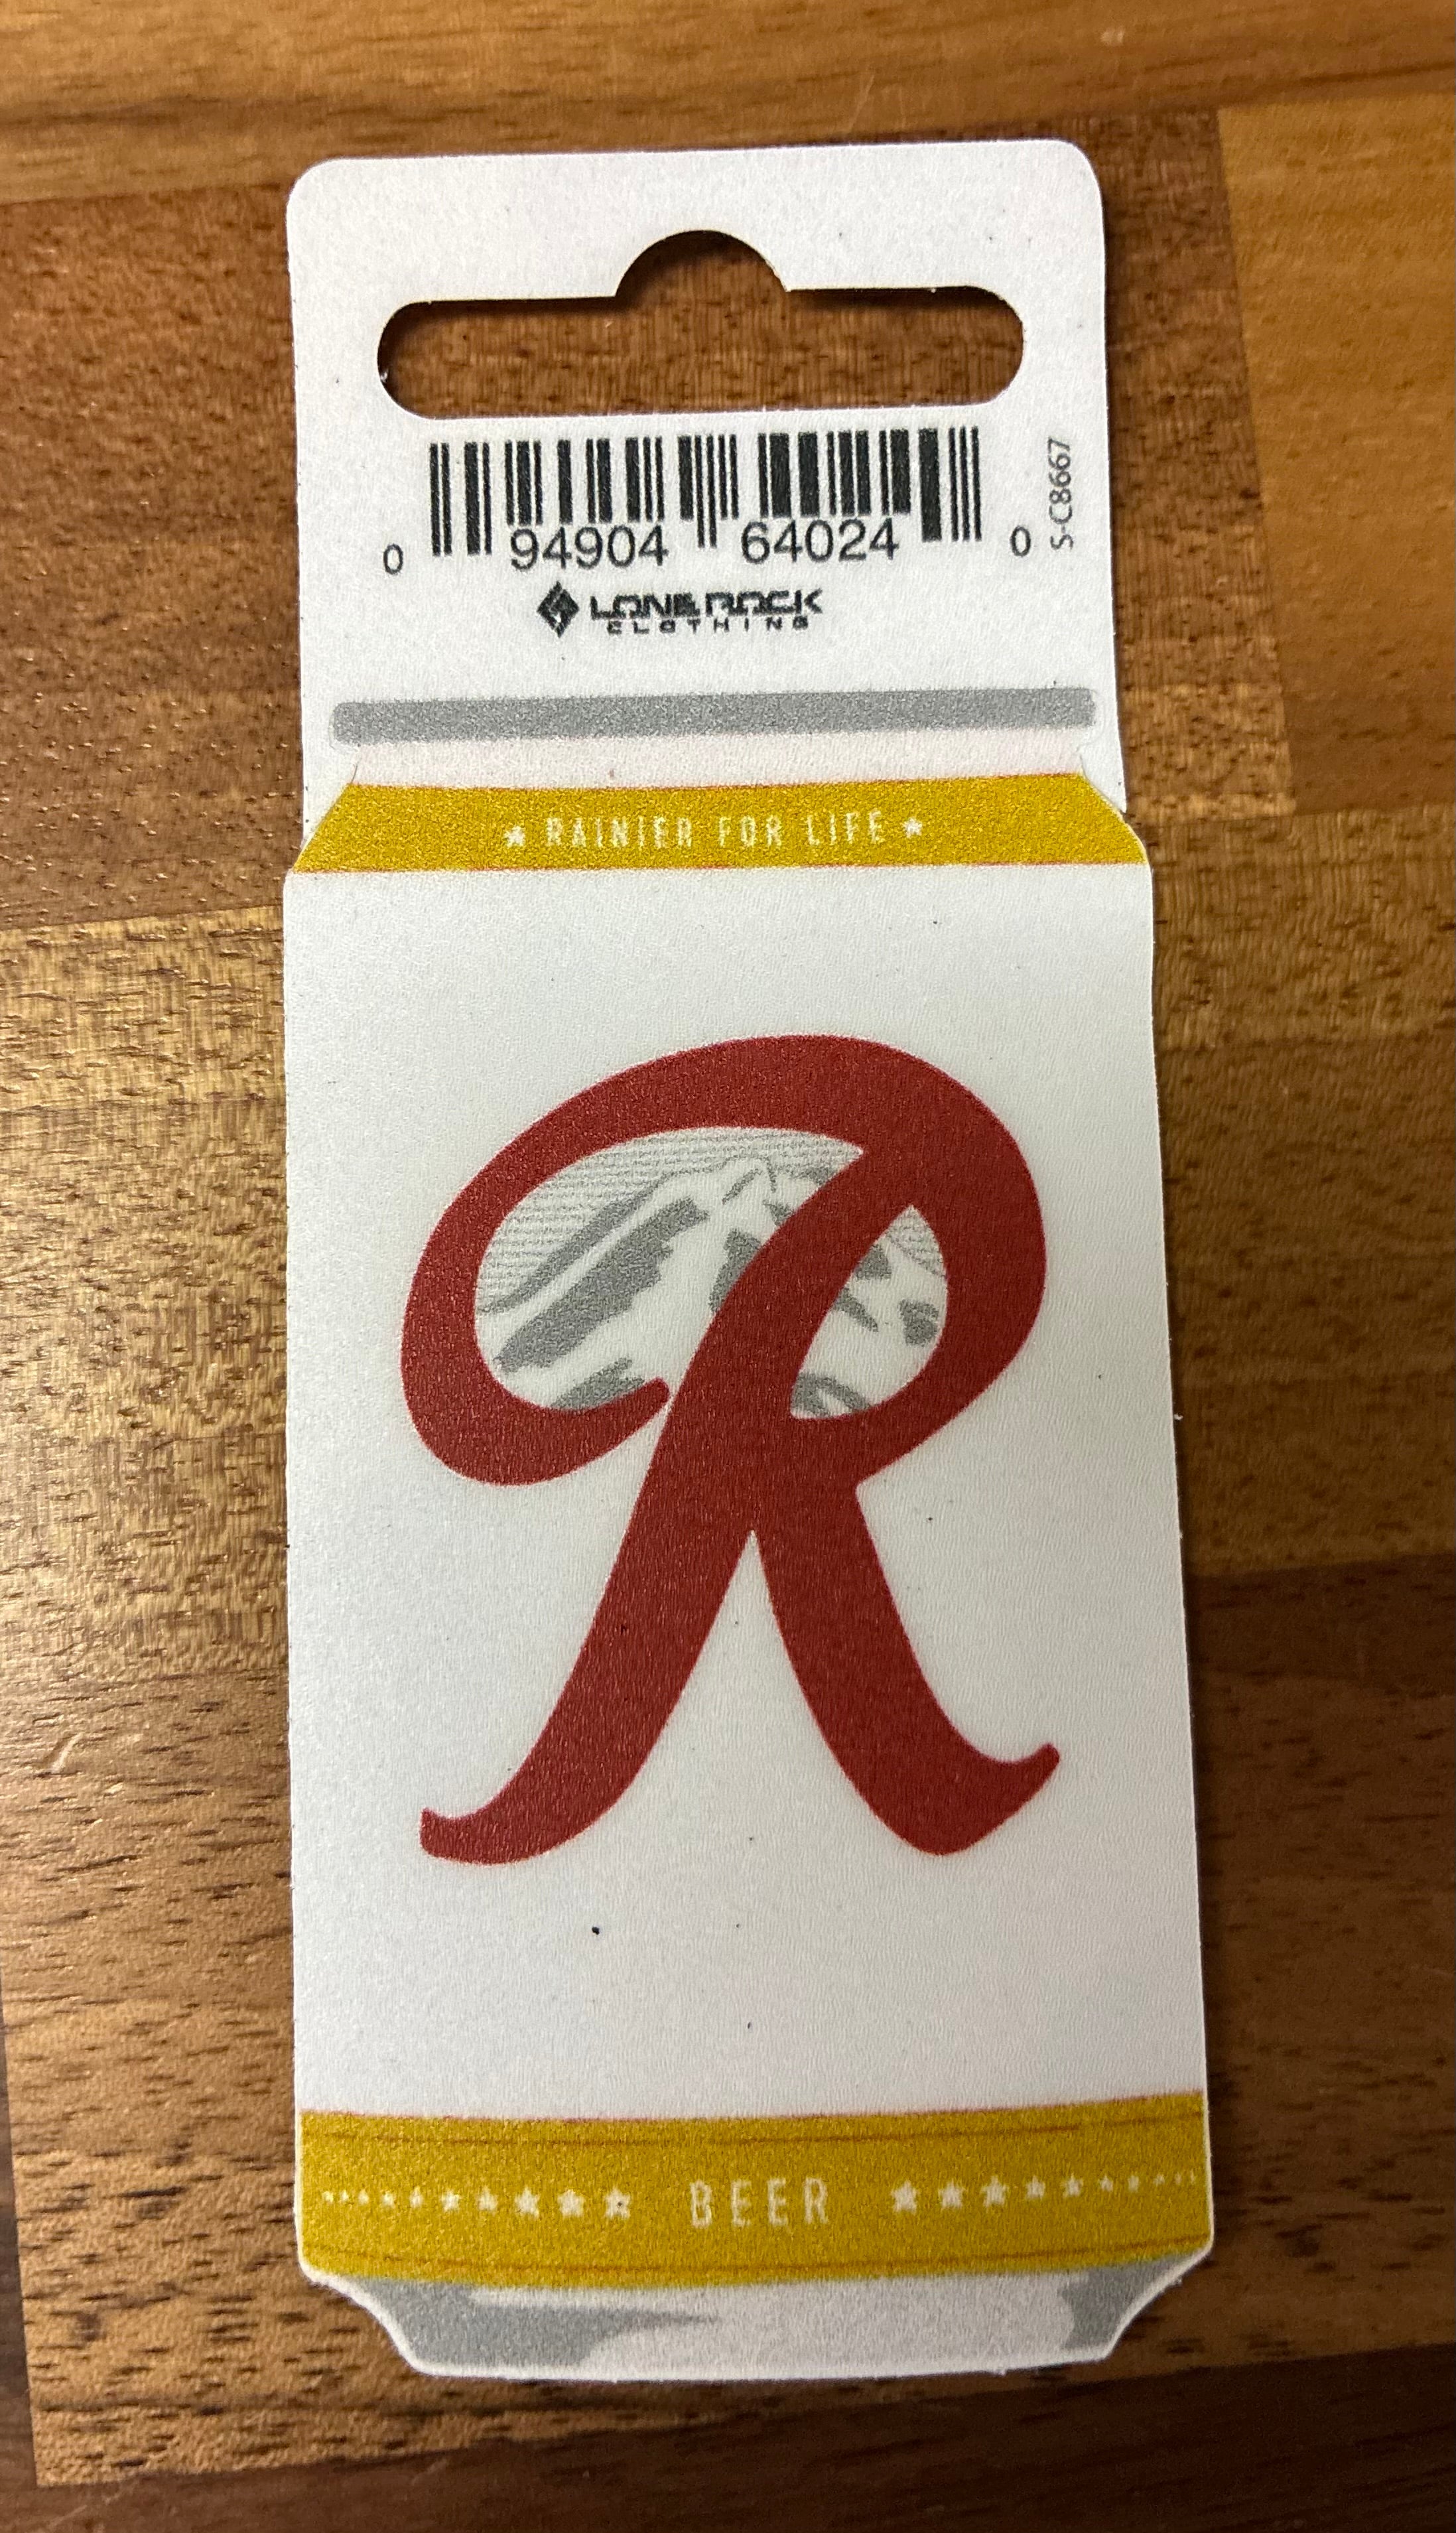 0 94904 64024 0
S-C8667
LONE ROCK
CLOTHING
★ RAINIER FOR LIFE ★
R
BEER